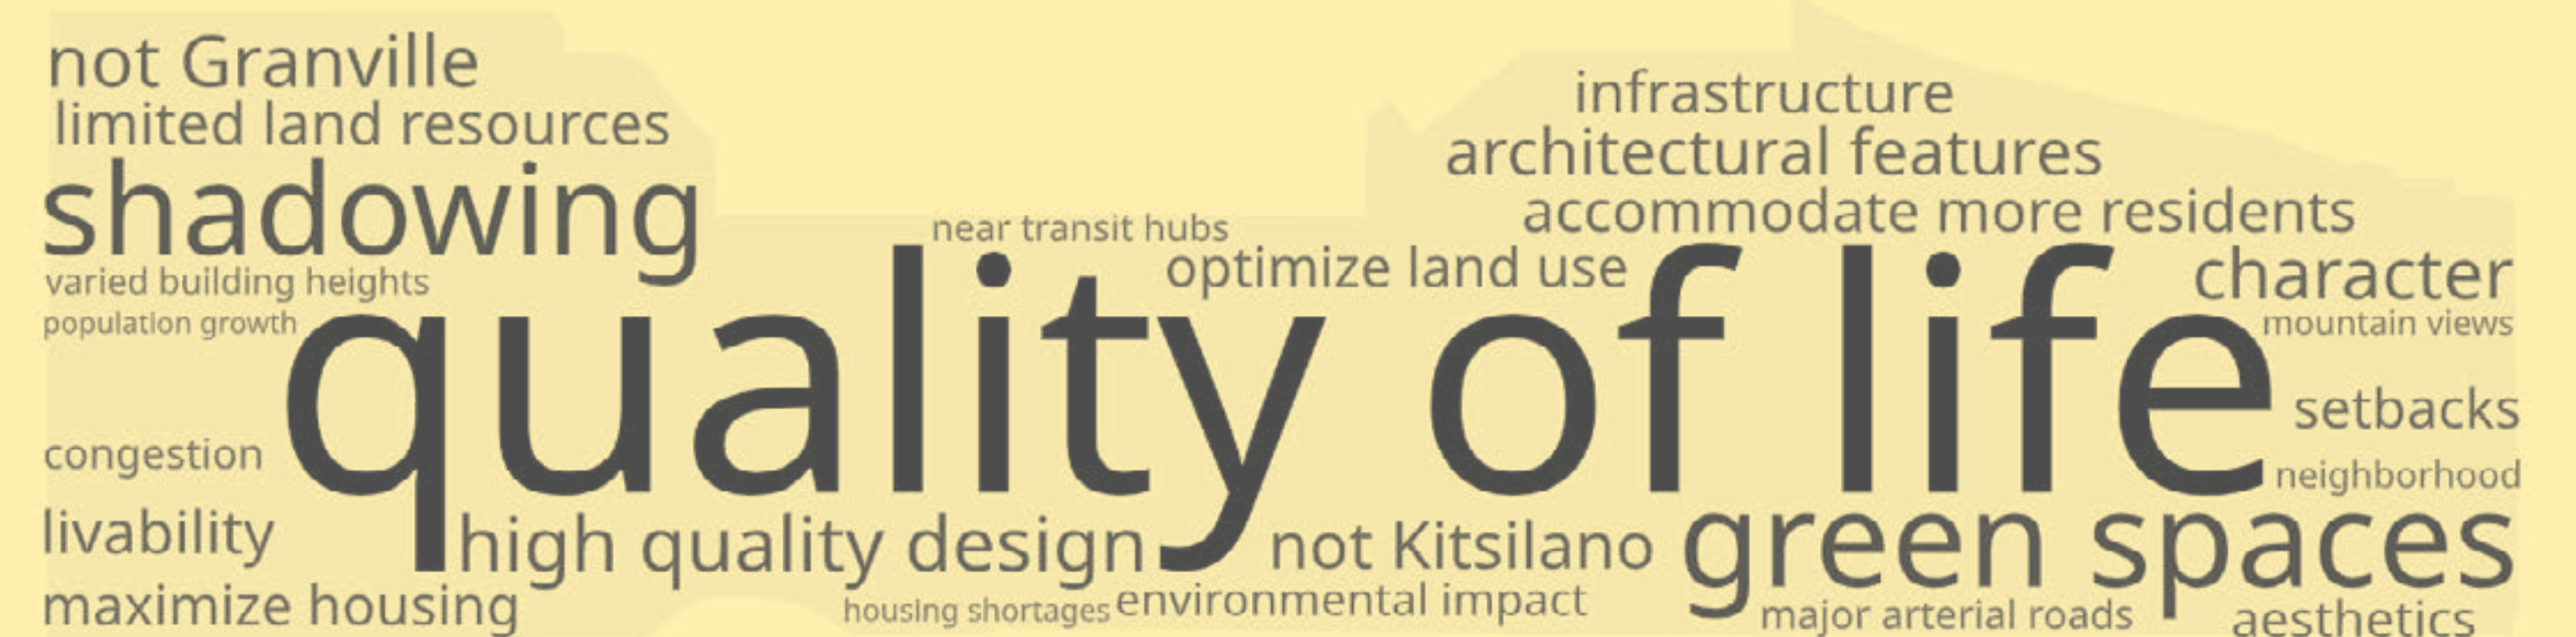 not Granville
limited land resources
shadowing
varied building heights
population growth
near transit hubs
optimize land use
infrastructure
architectural features
accommodate more residents
character
mountain views
quality of life
setbacks
neighborhood
congestion
livability
maximize housing
high quality design
housing shortages
environmental impact
not Kitsilano
green spaces
major arterial roads
aesthetics